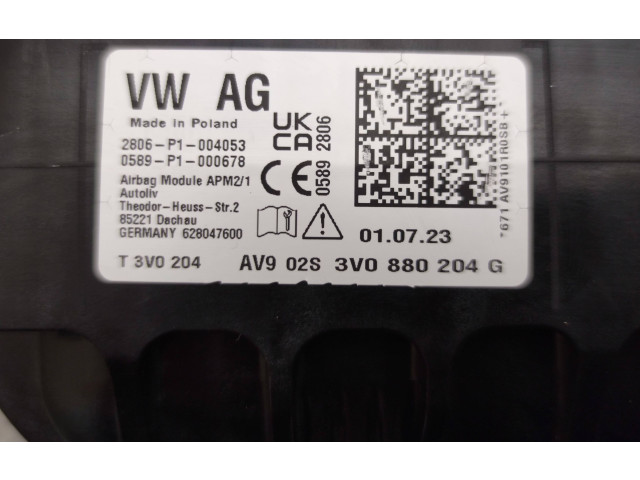 VW AG
Made in Poland
2806-P1-004053
0589-P1-000678
Airbag Module APM2/1
Autoliv
Theodor-Heuss-Str.2
85221 Dachau
GERMANY 628047600
UK
CA
2806
CE
0589
01.07.23
*671 AV9101R0SB+*
T 3V0 204
AV9 02S 3V0 880 204 G